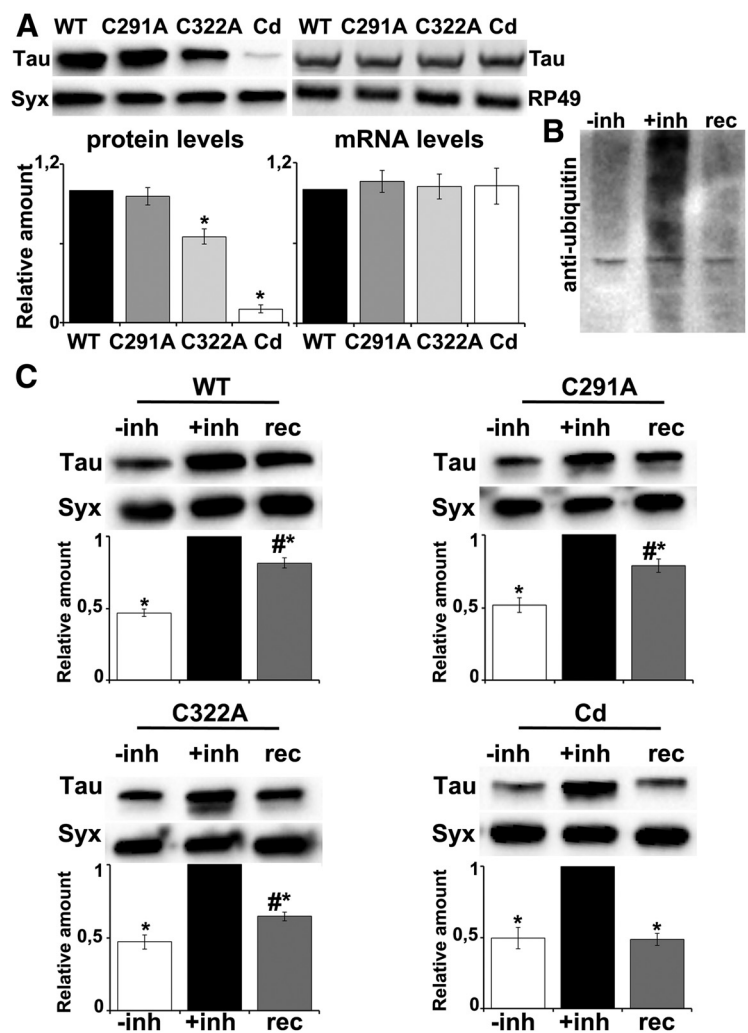 A
WT C291A C322A Cd
WT C291A C322A Cd
Tau
Tau
Syx
RP49
protein levels
mRNA levels
Relative amount
1,2
0
*
*
WT C291A C322A Cd
1,2
WT C291A C322A Cd
B
-inh +inh rec
anti-ubiquitin
C
WT
-inh +inh rec
Tau
Syx
Relative amount
1
0,5
0
*
#*
C291A
-inh +inh rec
Tau
Syx
Relative amount
1
0,5
0
*
#*
C322A
-inh +inh rec
Tau
Syx
Relative amount
1
0,5
0
*
#*
-inh +inh rec
Cd
-inh +inh rec
Tau
Syx
Relative amount
1
0,5
0
*
*
-inh +inh rec